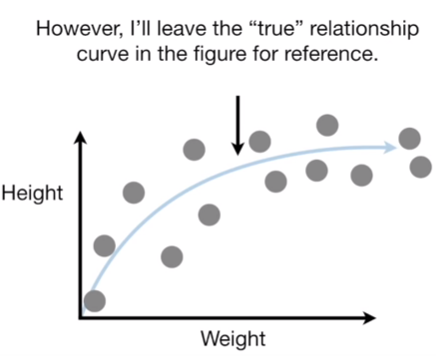 However, I'll leave the “true” relationship
curve in the figure for reference.
Height
Weight